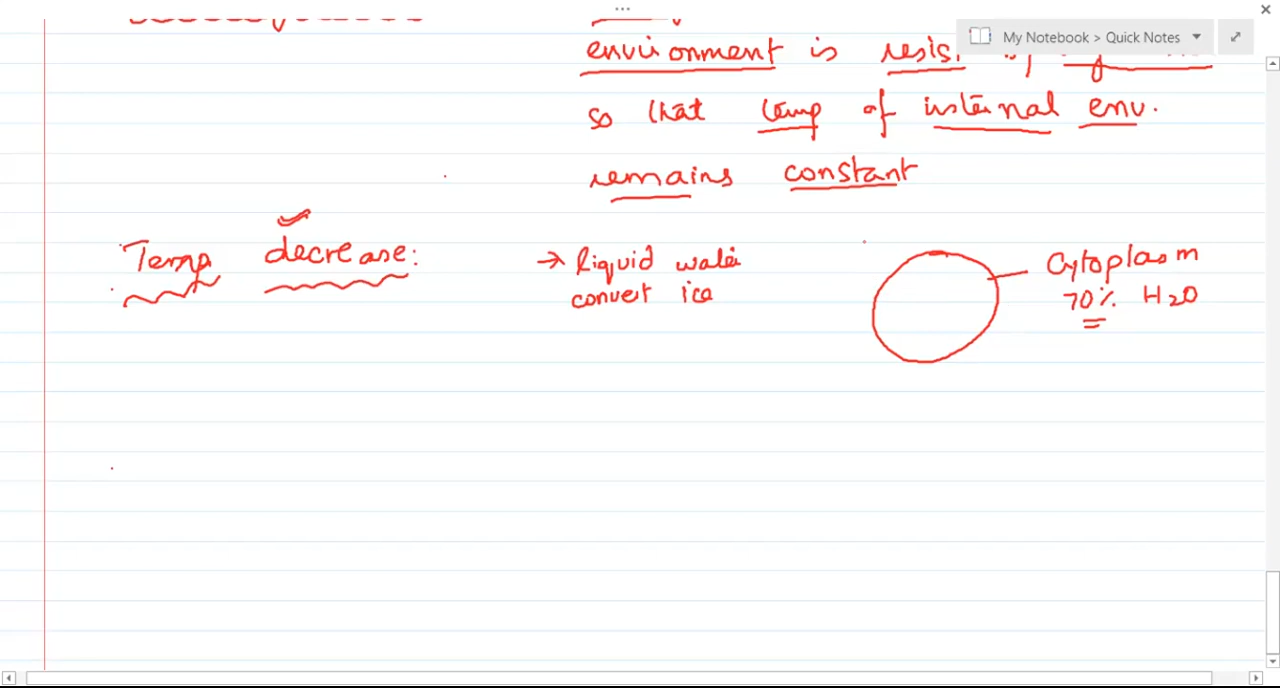 My Notebook > Quick Notes
environment is resis
so that temp of internal env.
remains constant
Temp decrease:
→ liquid water
convert ice
Cytoplasm
70% H2O